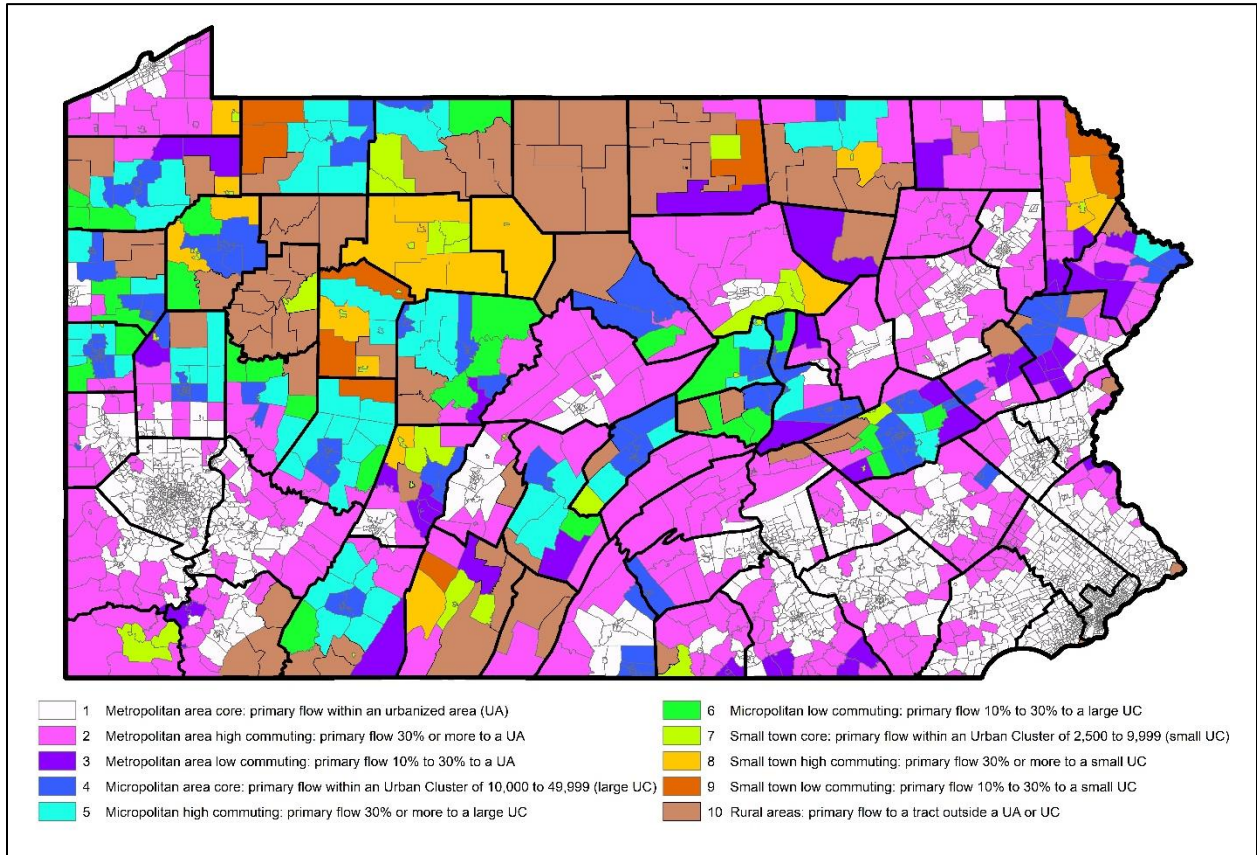 1 Metropolitan area core: primary flow within an urbanized area (UA)
2 Metropolitan area high commuting: primary flow 30% or more to a UA
3 Metropolitan area low commuting: primary flow 10% to 30% to a UA
4 Micropolitan area core: primary flow within an Urban Cluster of 10,000 to 49,999 (large UC)
5 Micropolitan high commuting: primary flow 30% or more to a large UC
6 Micropolitan low commuting: primary flow 10% to 30% to a large UC
7 Small town core: primary flow within an Urban Cluster of 2,500 to 9,999 (small UC)
8 Small town high commuting: primary flow 30% or more to a small UC
9 Small town low commuting: primary flow 10% to 30% to a small UC
10 Rural areas: primary flow to a tract outside a UA or UC